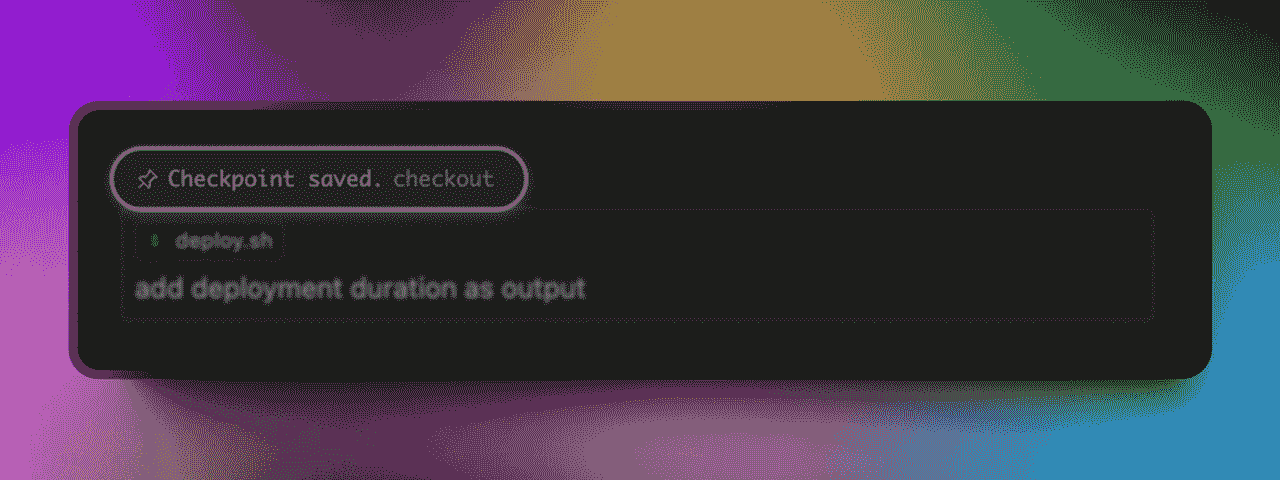 Checkpoint saved. checkout
$ deploy.sh
add deployment duration as output